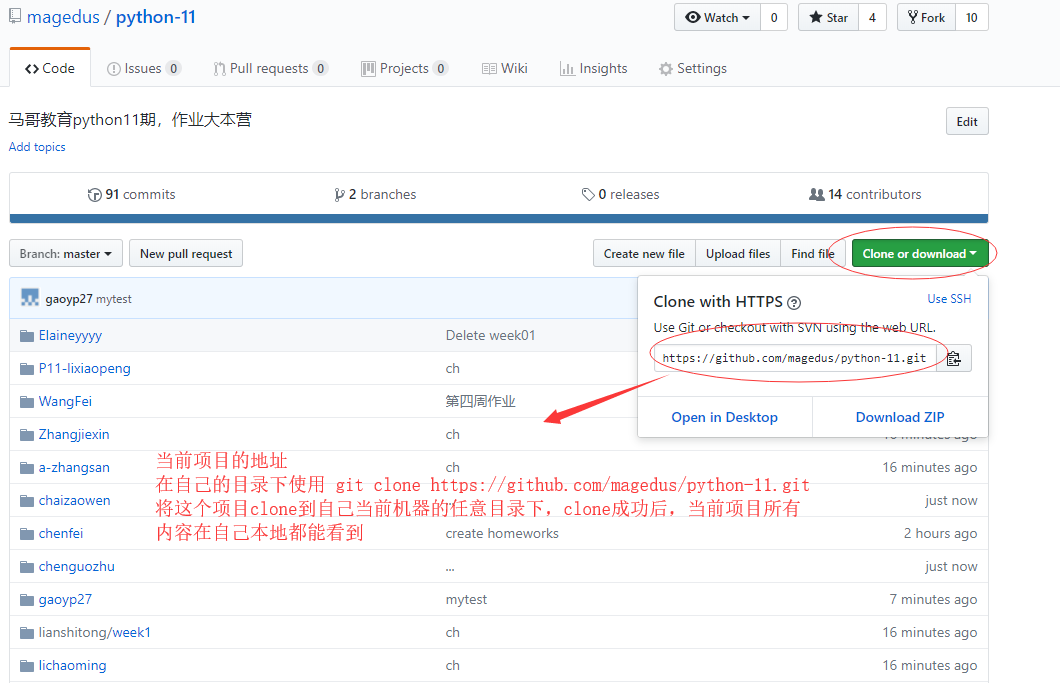 magedus / python-11
Watch 0 Star 4 Fork 10
Code Issues 0 Pull requests 0 Projects 0 Wiki Insights Settings
马哥教育python11期，作业大本营
Edit
Add topics
91 commits 2 branches 0 releases 14 contributors
Branch: master New pull request Create new file Upload files Find file Clone or download
Clone with HTTPS Use SSH
Use Git or checkout with SVN using the web URL.
https://github.com/magedus/python-11.git
Open in Desktop Download ZIP
gaoyp27 mytest
Elaineyyyy Delete week01
P11-lixiaopeng ch
WangFei 第四周作业
Zhangjiexin ch 16 minutes ago
a-zhangsan ch 16 minutes ago
chaizaowen just now
chenfei create homeworks 2 hours ago
chenguozhu ... just now
gaoyp27 mytest 7 minutes ago
lianshitong/week1 ch 16 minutes ago
lichaoming ch 16 minutes ago
当前项目的地址
在自己的目录下使用 git clone https://github.com/magedus/python-11.git
将这个项目clone到自己当前机器的任意目录下，clone成功后，当前项目所有
内容在自己本地都能看到